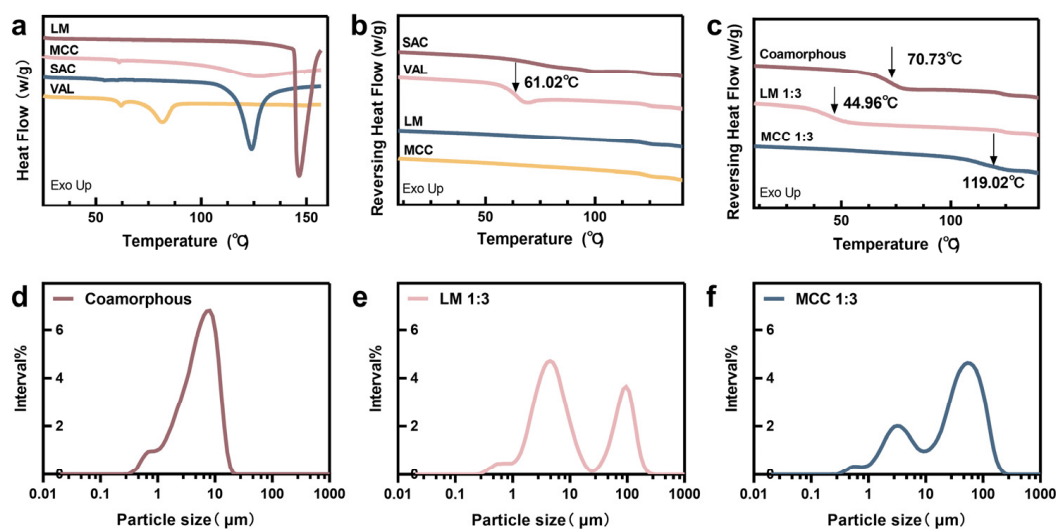 a
LM
MCC
SAC
VAL
Exo Up
Heat Flow (w/g)
50
100
150
Temperature (℃)
b
SAC
VAL
61.02℃
LM
MCC
Exo Up
Reversing Heat Flow (w/g)
50
100
Temperature (℃)
c
Coamorphous
70.73℃
LM 1:3
44.96℃
MCC 1:3
119.02℃
Exo Up
Reversing Heat Flow (w/g)
50
100
Temperature (℃)
d
Coamorphous
Interval%
6
4
2
0
0.01 0.1 1 10 100 1000
Particle size( μm)
e
LM 1:3
Interval%
6
4
2
0
0.01 0.1 1 10 100 1000
Particle size( μm)
f
MCC 1:3
Interval%
6
4
2
0
0.01 0.1 1 10 100 1000
Particle size( μm)